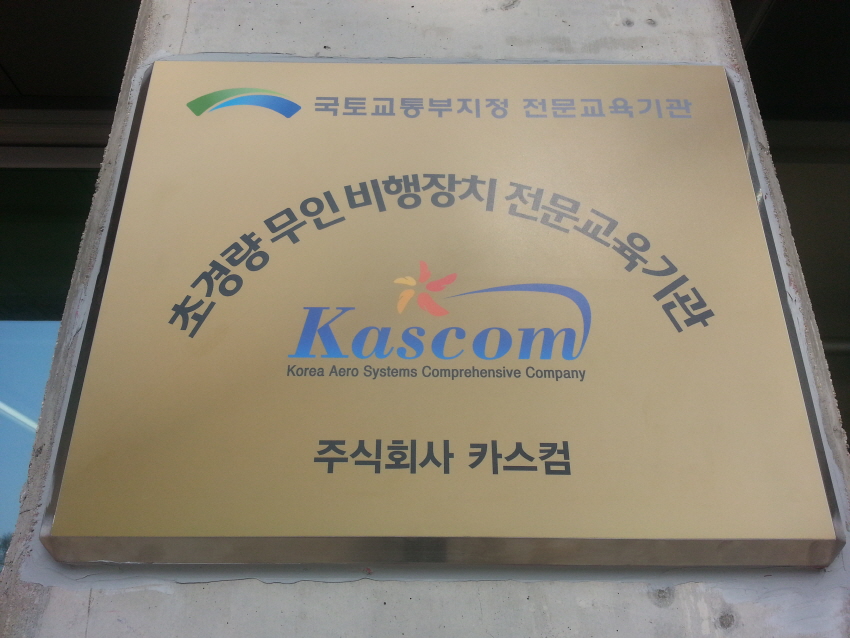 국토교통부지정 전문교육기관
초경량 무인 비행장치 전문교육기관
Kascom
Korea Aero Systems Comprehensive Company
주식회사 카스컴